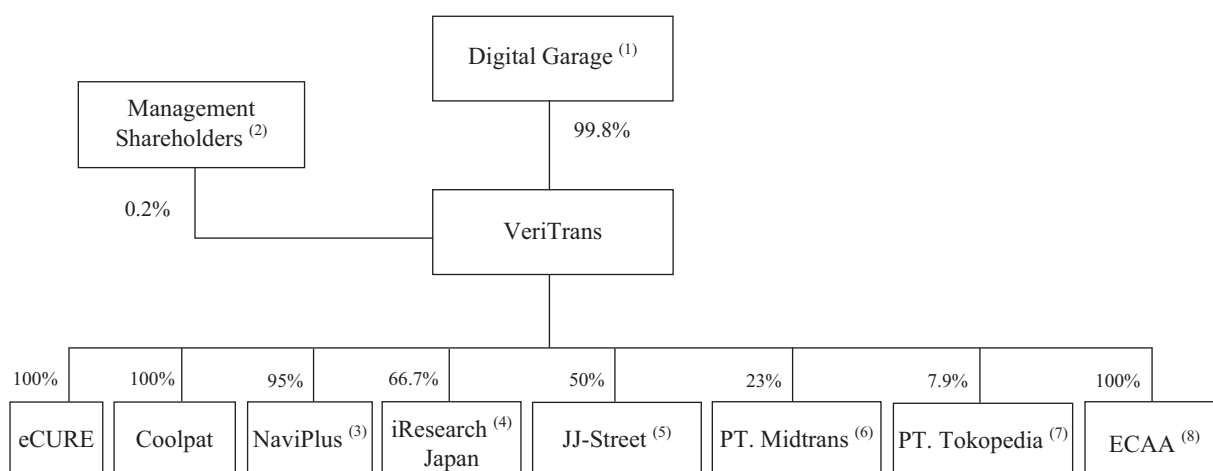 Digital Garage (1)
Management
Shareholders (2)
99.8%
0.2%
VeriTrans
100%
100%
95%
66.7%
50%
23%
7.9%
100%
eCURE
Coolpat
NaviPlus (3)
iResearch (4)
Japan
JJ-Street (5)
PT. Midtrans (6)
PT. Tokopedia (7)
ECAA (8)